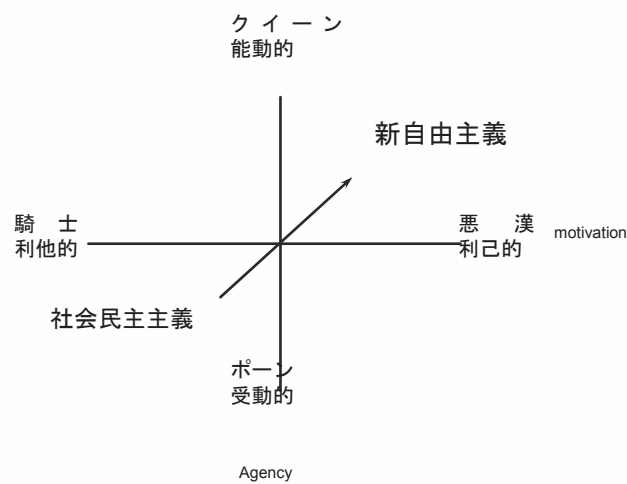 クイーン
能動的
新自由主義
騎士
利他的
悪漢
利己的
motivation
社会民主主義
ポーン
受動的
Agency